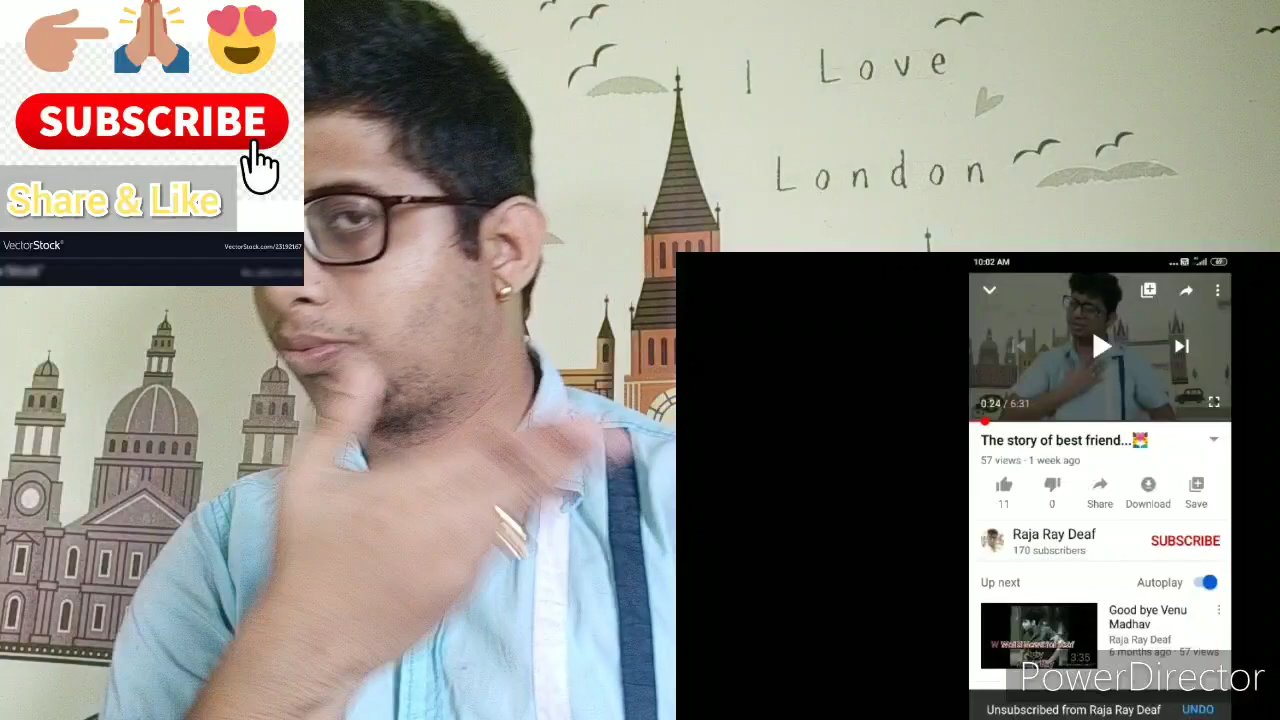 SUBSCRIBE
Share & Like
VectorStock®
VectorStock.com/23192167
I Love
London
10:02 AM
0:24 / 6:31
The story of best friend...
57 views · 1 week ago
11
0
Share
Download
Save
Raja Ray Deaf
170 subscribers
SUBSCRIBE
Up next
Autoplay
Good bye Venu
Madhav
Raja Ray Deaf
6 months ago · 57 views
3:35
PowerDirector
Unsubscribed from Raja Ray Deaf
UNDO